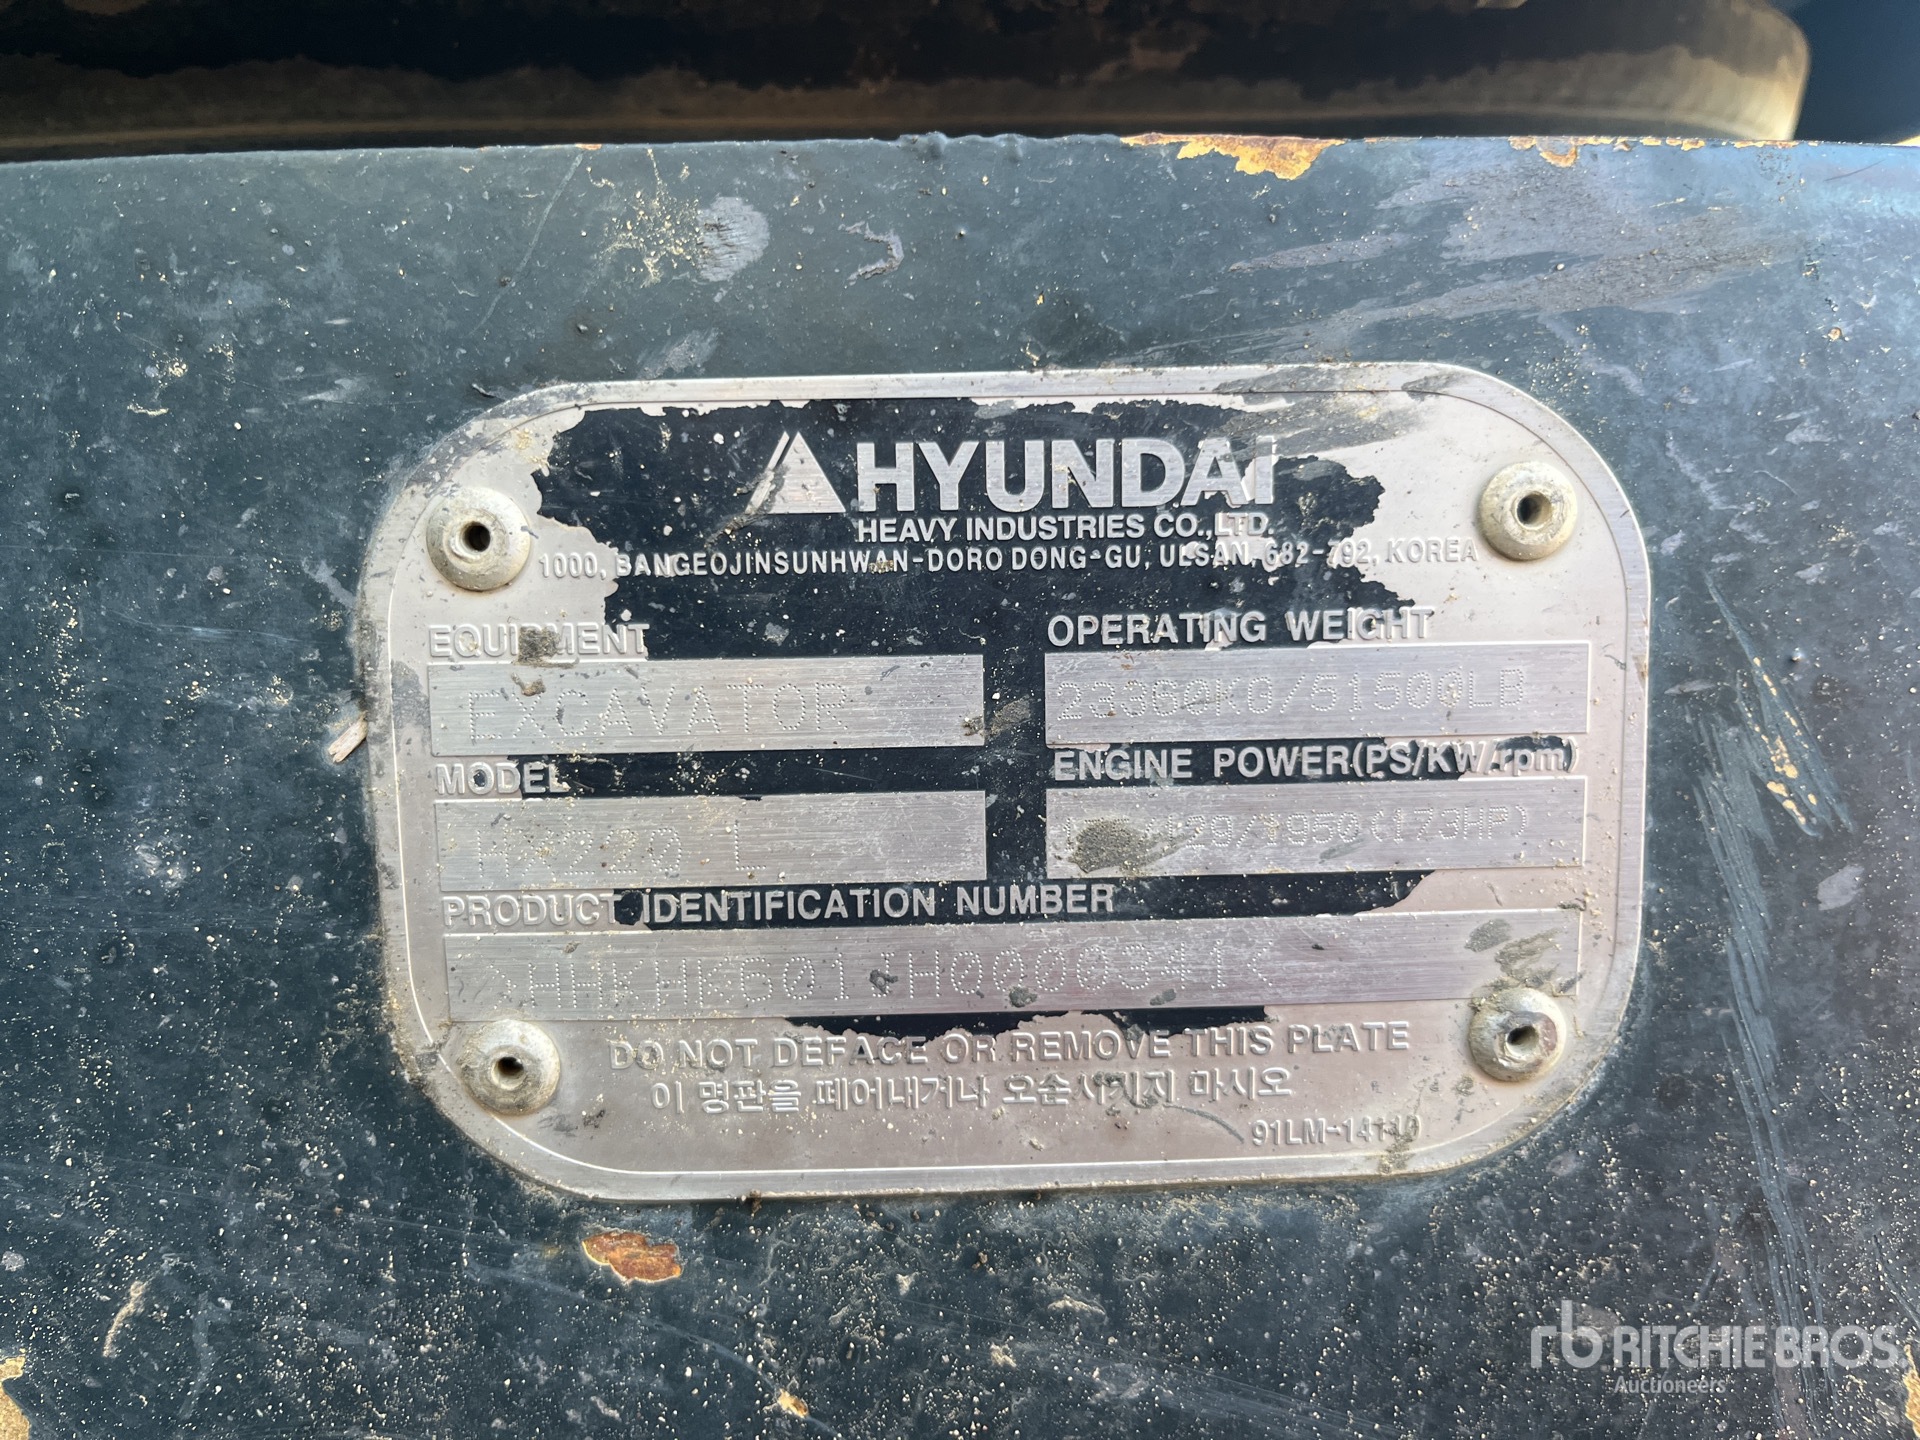 HYUNDAI
HEAVY INDUSTRIES CO.,LTD.
1000, BANGEOJINSUNHWAN-DORO DONG-GU, ULSAN, 682-792, KOREA
EQUIPMENT
EXCAVATOR
OPERATING WEIGHT
23360KG/51500LB
MODEL
HX220 L
ENGINE POWER(PS/KW/rpm)
129/1950(173HP)
PRODUCT IDENTIFICATION NUMBER
DO NOT DEFACE OR REMOVE THIS PLATE
이 명판을 떼어내거나 오손시키지 마시오
91LM-14140
rb RITCHIE BROS.
Auctioneers